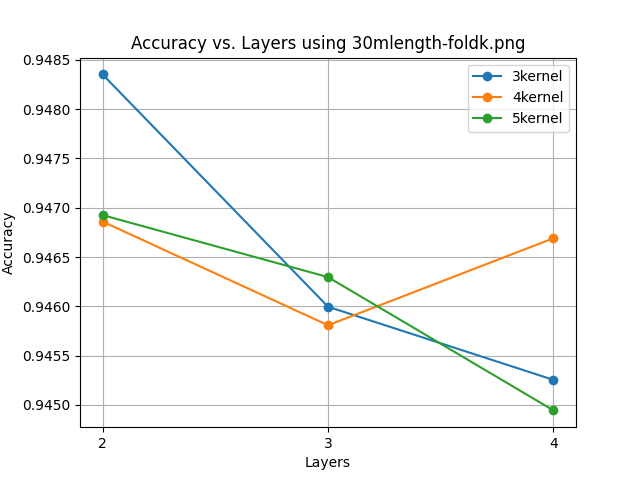 Accuracy vs. Layers using 30mlength-foldk.png
0.9485
0.9480
0.9475
0.9470
0.9465
0.9460
0.9455
0.9450
Accuracy
3kernel
4kernel
5kernel
2
3
4
Layers